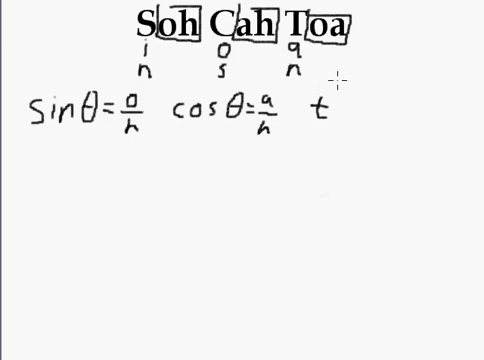 Soh Cah Toa
i o a
n s n
sinθ=o/h cosθ=a/h t